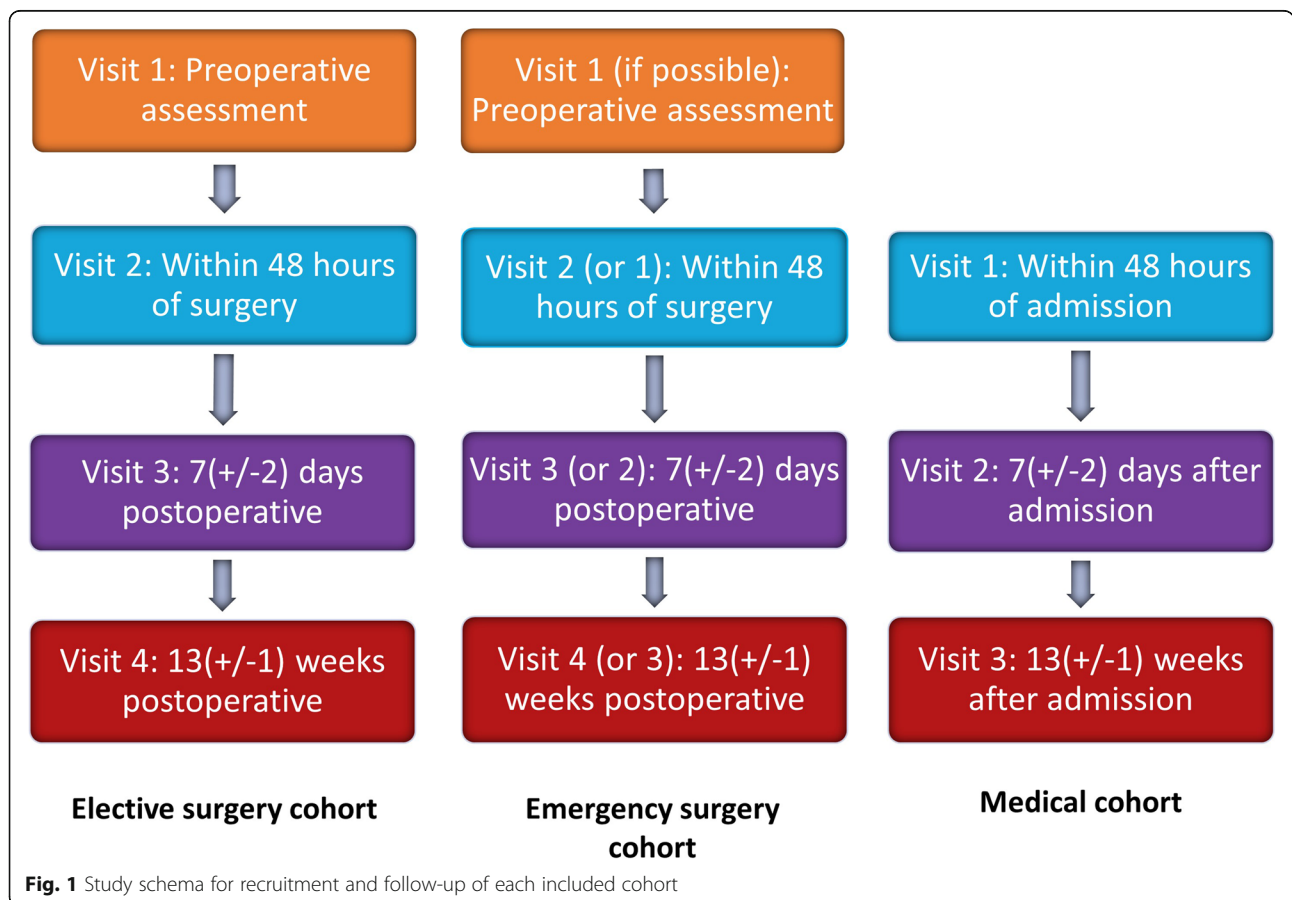 Visit 1: Preoperative
assessment
Visit 2: Within 48 hours
of surgery
Visit 3: 7(+/-2) days
postoperative
Visit 4: 13(+/-1) weeks
postoperative
Elective surgery cohort
Visit 1 (if possible):
Preoperative assessment
Visit 2 (or 1): Within 48
hours of surgery
Visit 3 (or 2): 7(+/-2) days
postoperative
Visit 4 (or 3): 13(+/-1)
weeks postoperative
Emergency surgery
cohort
Visit 1: Within 48 hours
of admission
Visit 2: 7(+/-2) days after
admission
Visit 3: 13(+/-1) weeks
after admission
Medical cohort
Fig. 1 Study schema for recruitment and follow-up of each included cohort